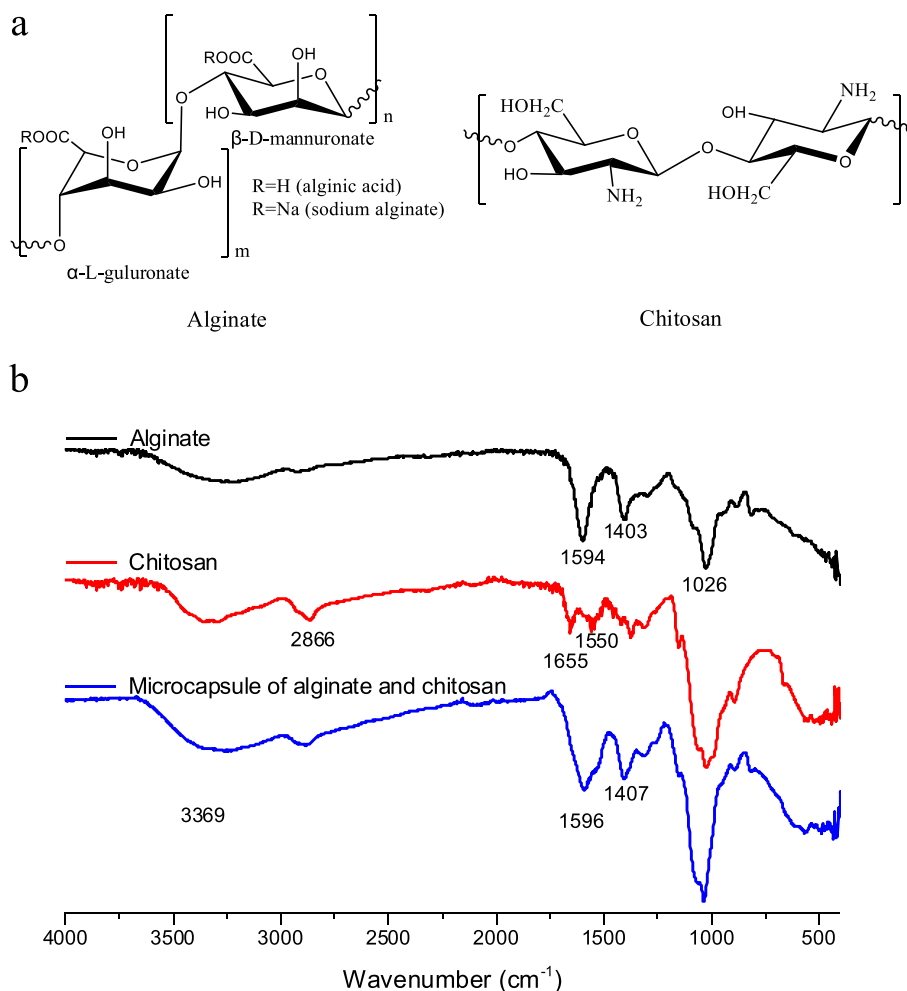 a
ROOC
OH
O
O
HO
n
β-D-mannuronate
ROOC
OH
O
O
OH
O
m
α-L-guluronate
R=H (alginic acid)
R=Na (sodium alginate)
Alginate
HOH2C
O
O
HO
NH2
O
OH
NH2
O
HOH2C
Chitosan
b
Alginate
1594
1403
1026
Chitosan
2866
1655
1550
Microcapsule of alginate and chitosan
3369
1596
1407
4000 3500 3000 2500 2000 1500 1000 500
Wavenumber (cm-1)